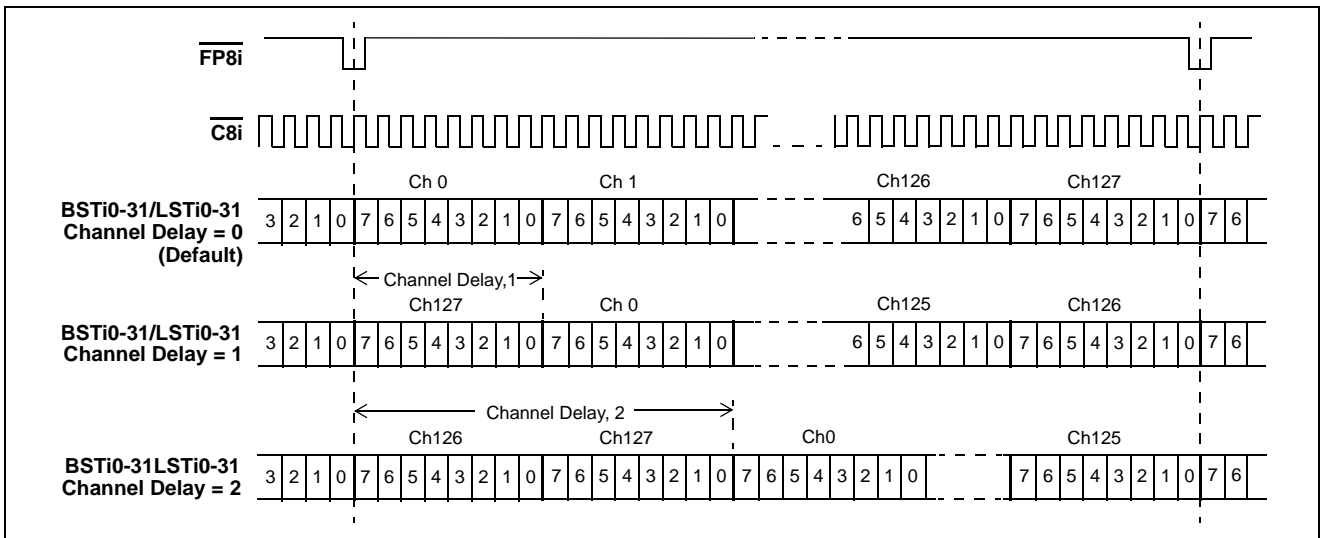 FP8i
C8i
Ch 0 Ch 1 Ch126 Ch127
BSTi0-31/LSTi0-31
Channel Delay = 0
(Default)
3 2 1 0 7 6 5 4 3 2 1 0 7 6 5 4 3 2 1 0 6 5 4 3 2 1 0 7 6 5 4 3 2 1 0 7 6
Channel Delay,1
Ch127 Ch 0 Ch125 Ch126
BSTi0-31/LSTi0-31
Channel Delay = 1
3 2 1 0 7 6 5 4 3 2 1 0 7 6 5 4 3 2 1 0 6 5 4 3 2 1 0 7 6 5 4 3 2 1 0 7 6
Channel Delay, 2
Ch126 Ch127 Ch0 Ch125
BSTi0-31LSTi0-31
Channel Delay = 2
3 2 1 0 7 6 5 4 3 2 1 0 7 6 5 4 3 2 1 0 7 6 5 4 3 2 1 0 7 6 5 4 3 2 1 0 7 6